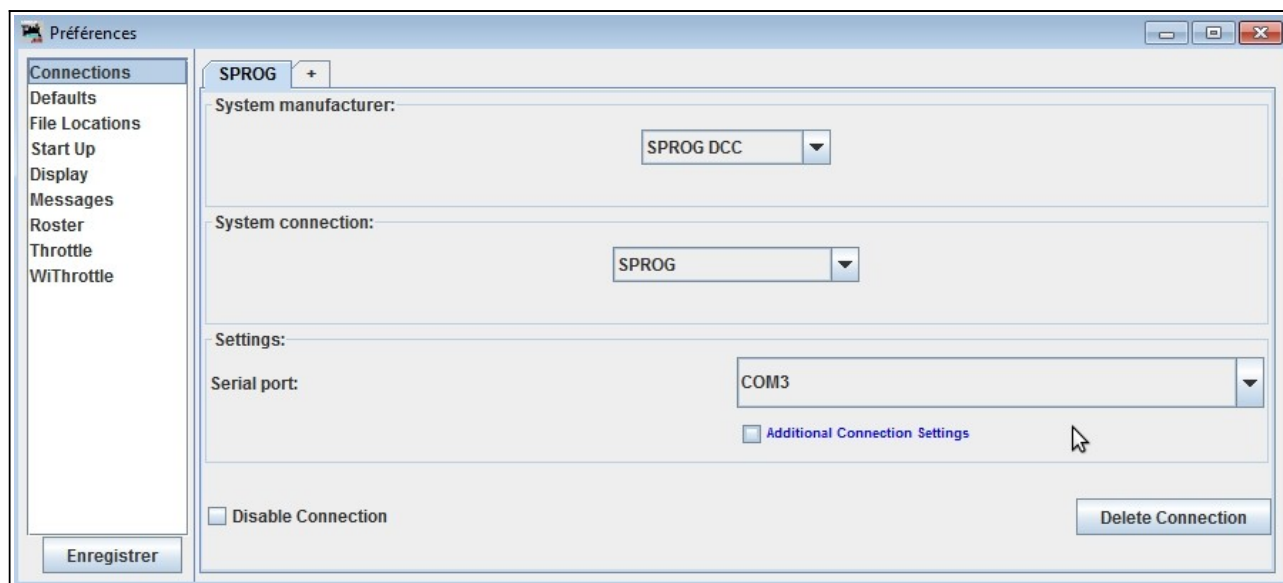 Préférences
Connections
Defaults
File Locations
Start Up
Display
Messages
Roster
Throttle
WiThrottle
Enregistrer
SPROG +
System manufacturer:
SPROG DCC
System connection:
SPROG
Settings:
Serial port: COM3
Additional Connection Settings
Disable Connection Delete Connection